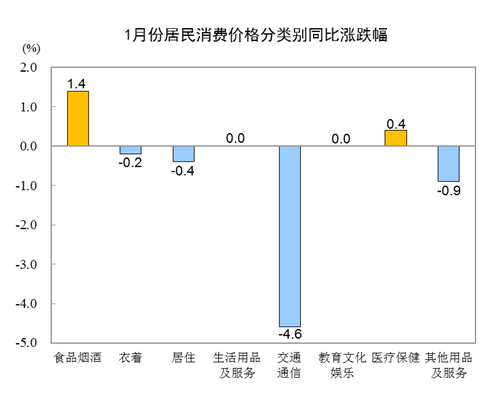 1月份居民消费价格分类别同比涨跌幅
(%)
2.0
1.0
0.0
-1.0
-2.0
-3.0
-4.0
-5.0
1.4
-0.2
-0.4
0.0
-4.6
0.0
0.4
-0.9
食品烟酒
衣着
居住
生活用品
及服务
交通
通信
教育文化
娱乐
医疗保健
其他用品
及服务